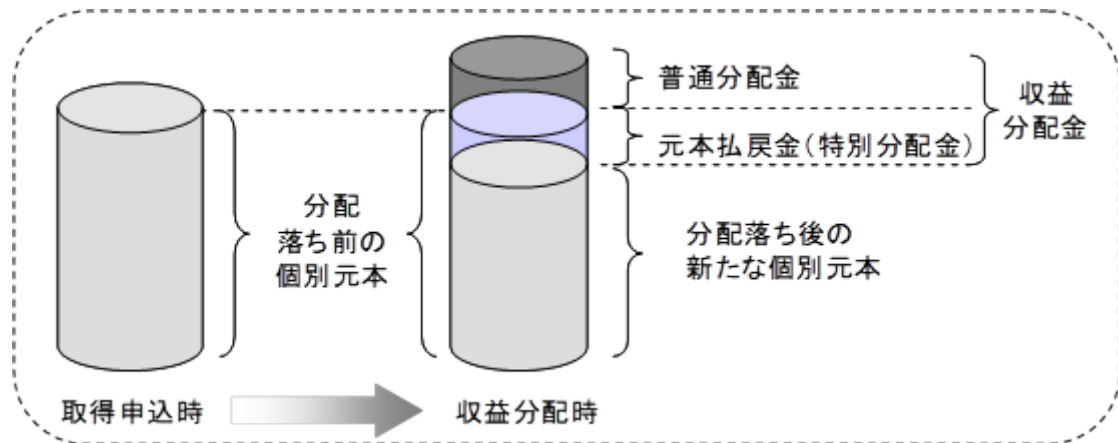 普通分配金
収益
分配金
元本払戻金(特別分配金)
分配
落ち前の
個別元本
分配落ち後の
新たな個別元本
取得申込時
収益分配時